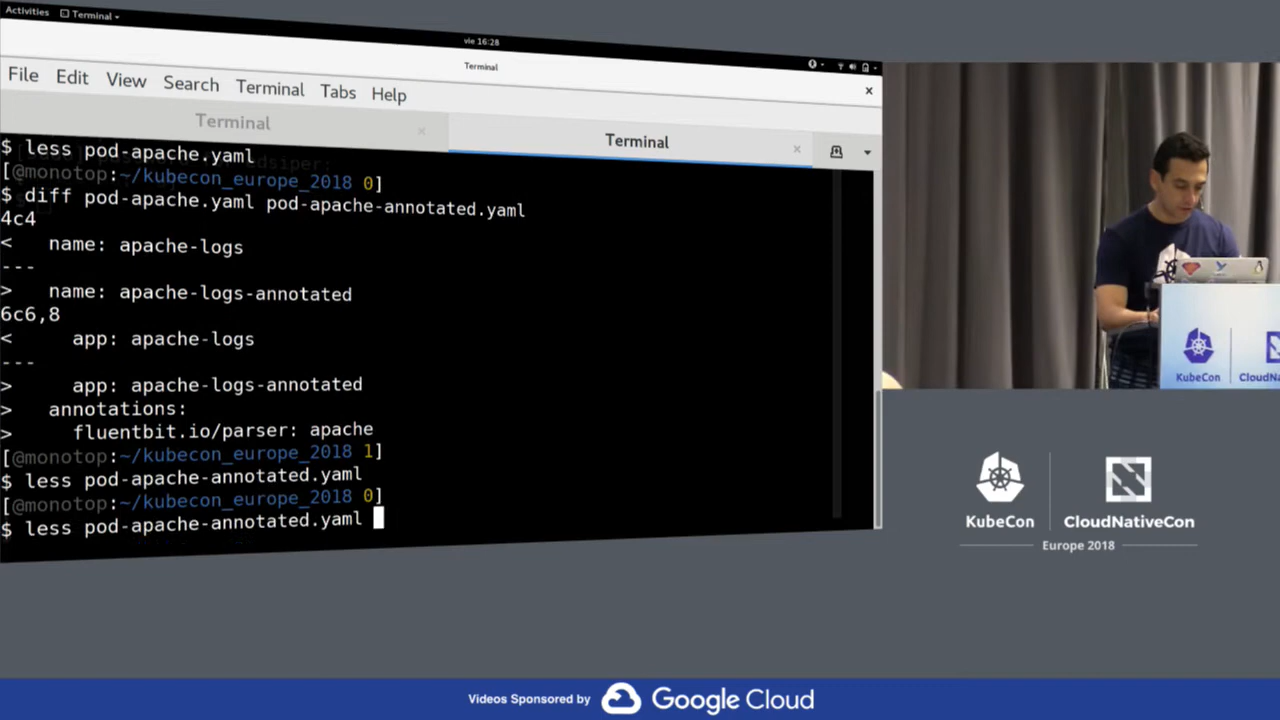 Activities
Terminal
vie 16:28
Terminal
File Edit View Search Terminal Tabs Help
Terminal
Terminal
$ less pod-apache.yaml
[@monotop:~/kubecon_europe_2018 0]
$ diff pod-apache.yaml pod-apache-annotated.yaml
4c4
< name: apache-logs
---
> name: apache-logs-annotated
6c6,8
< app: apache-logs
---
> app: apache-logs-annotated
> annotations:
> fluentbit.io/parser: apache
[@monotop:~/kubecon_europe_2018 1]
$ less pod-apache-annotated.yaml
[@monotop:~/kubecon_europe_2018 0]
$ less pod-apache-annotated.yaml
KubeCon
KubeCon CloudNativeCon
Europe 2018
Videos Sponsored by Google Cloud